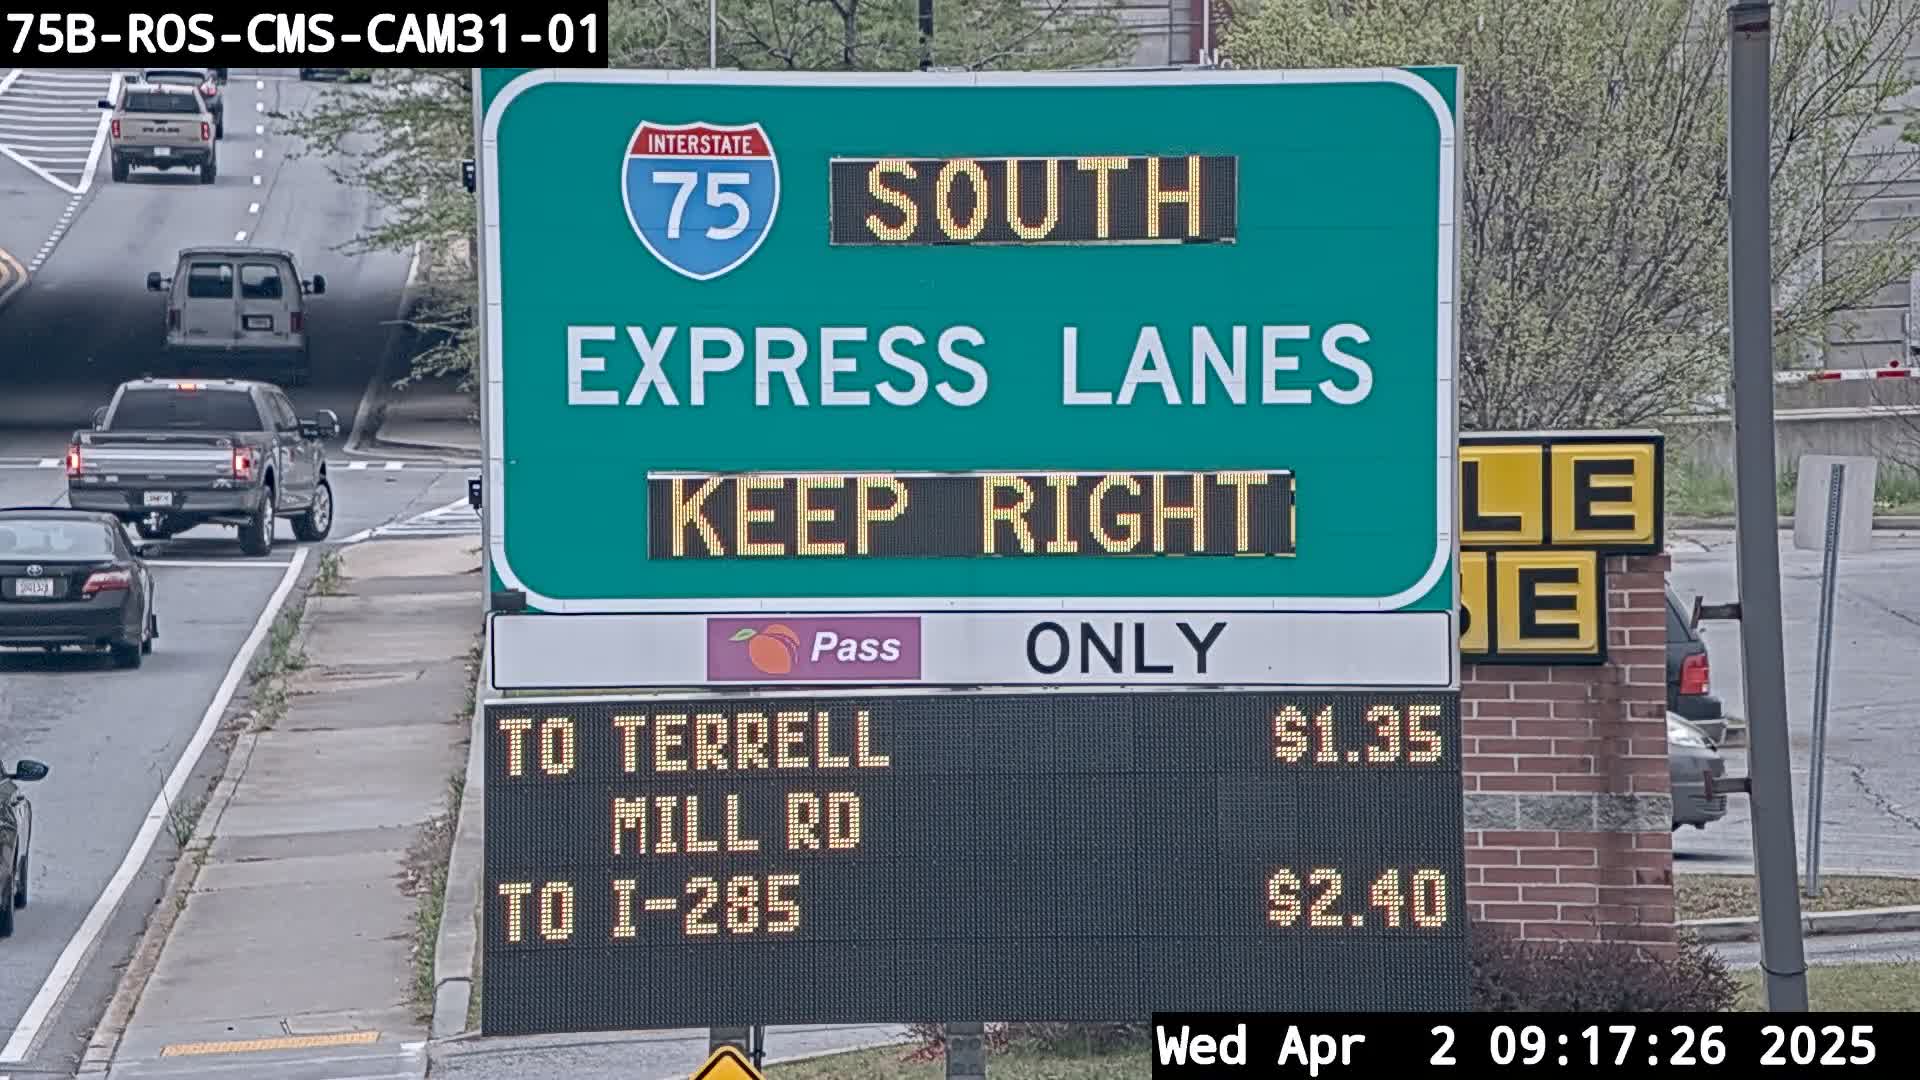 75B-ROS-CMS-CAM31-01
INTERSTATE
75
SOUTH
EXPRESS LANES
KEEP RIGHT
Pass ONLY
TO TERRELL $1.35
MILL RD
TO I-285 $2.40
LE
E
Wed Apr 2 09:17:26 2025